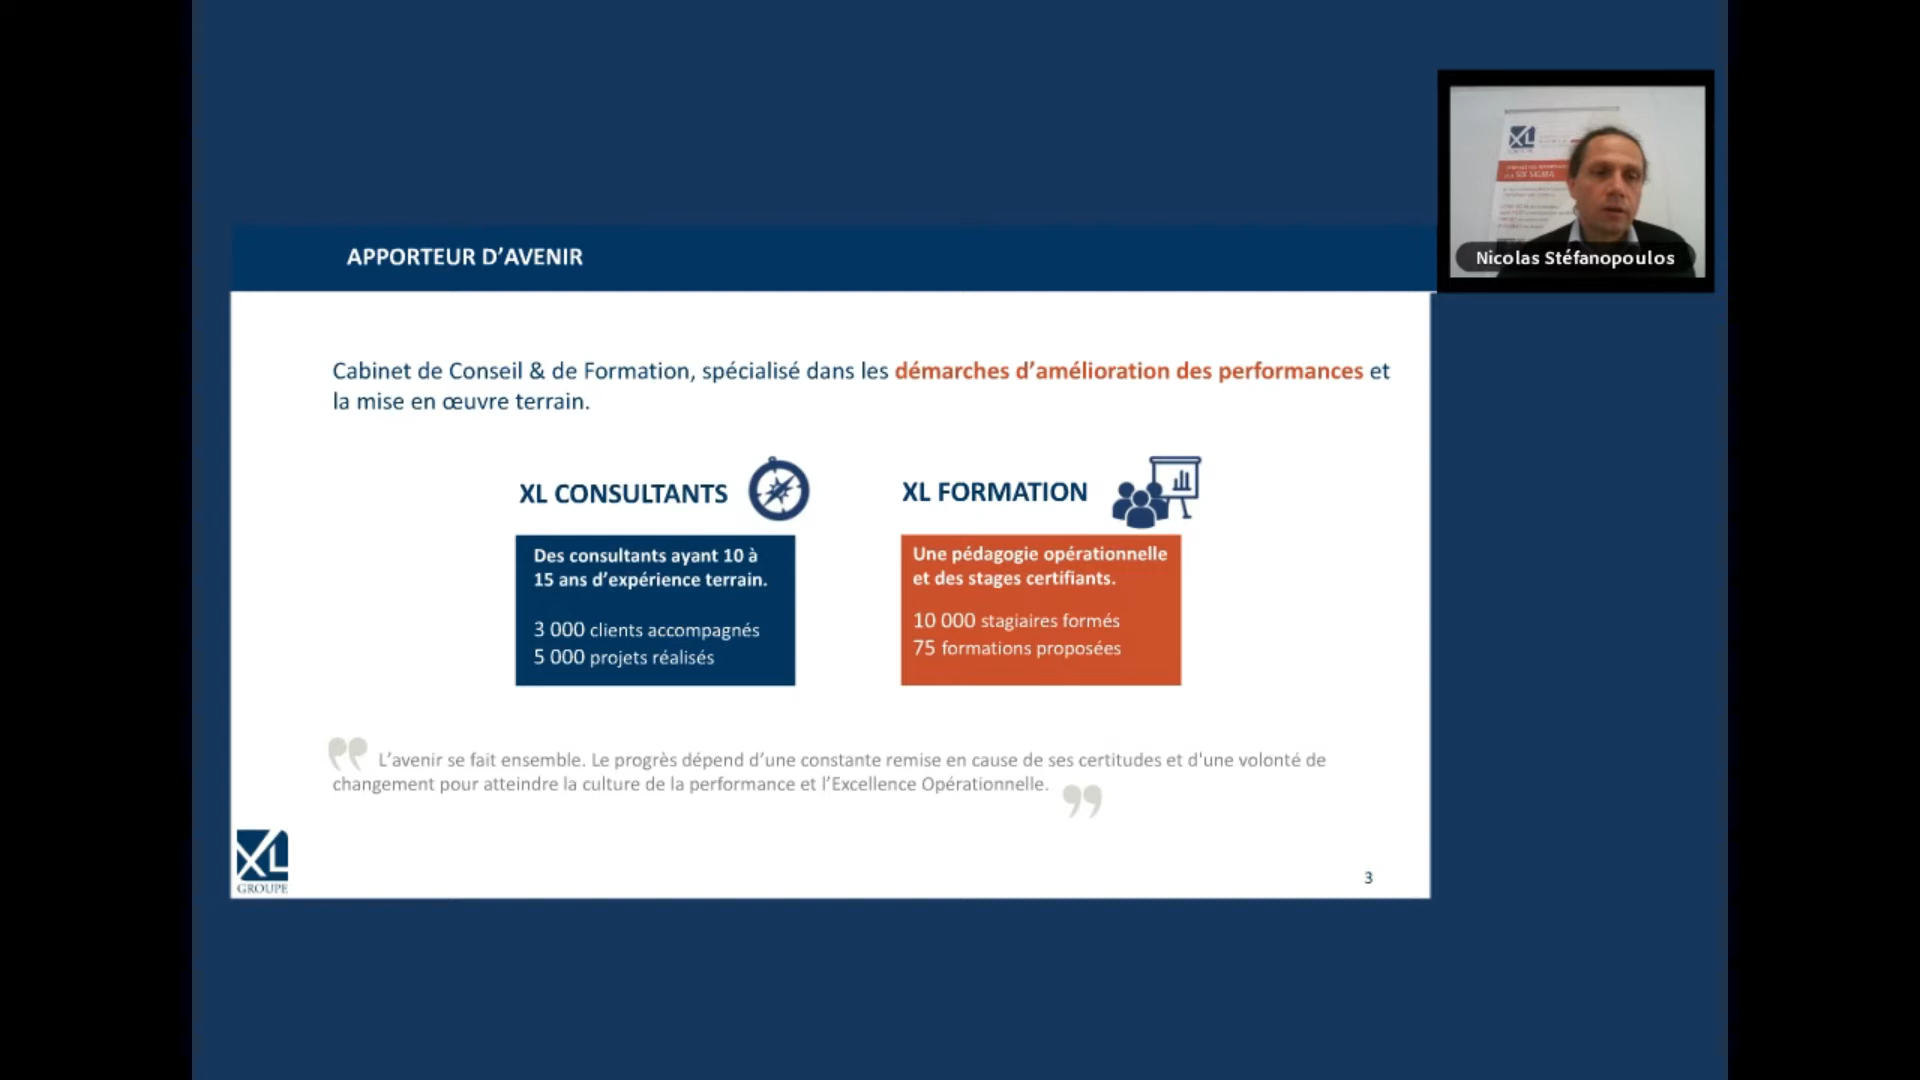 APPORTEUR D’AVENIR
Nicolas Stéfanopoulos
XL
SIX SIGMA
Cabinet de Conseil & de Formation, spécialisé dans les démarches d’amélioration des performances et
la mise en œuvre terrain.
XL CONSULTANTS
Des consultants ayant 10 à
15 ans d’expérience terrain.
3 000 clients accompagnés
5 000 projets réalisés
XL FORMATION
Une pédagogie opérationnelle
et des stages certifiants.
10 000 stagiaires formés
75 formations proposées
L’avenir se fait ensemble. Le progrès dépend d’une constante remise en cause de ses certitudes et d'une volonté de
changement pour atteindre la culture de la performance et l’Excellence Opérationnelle.
XL
GROUPE
3